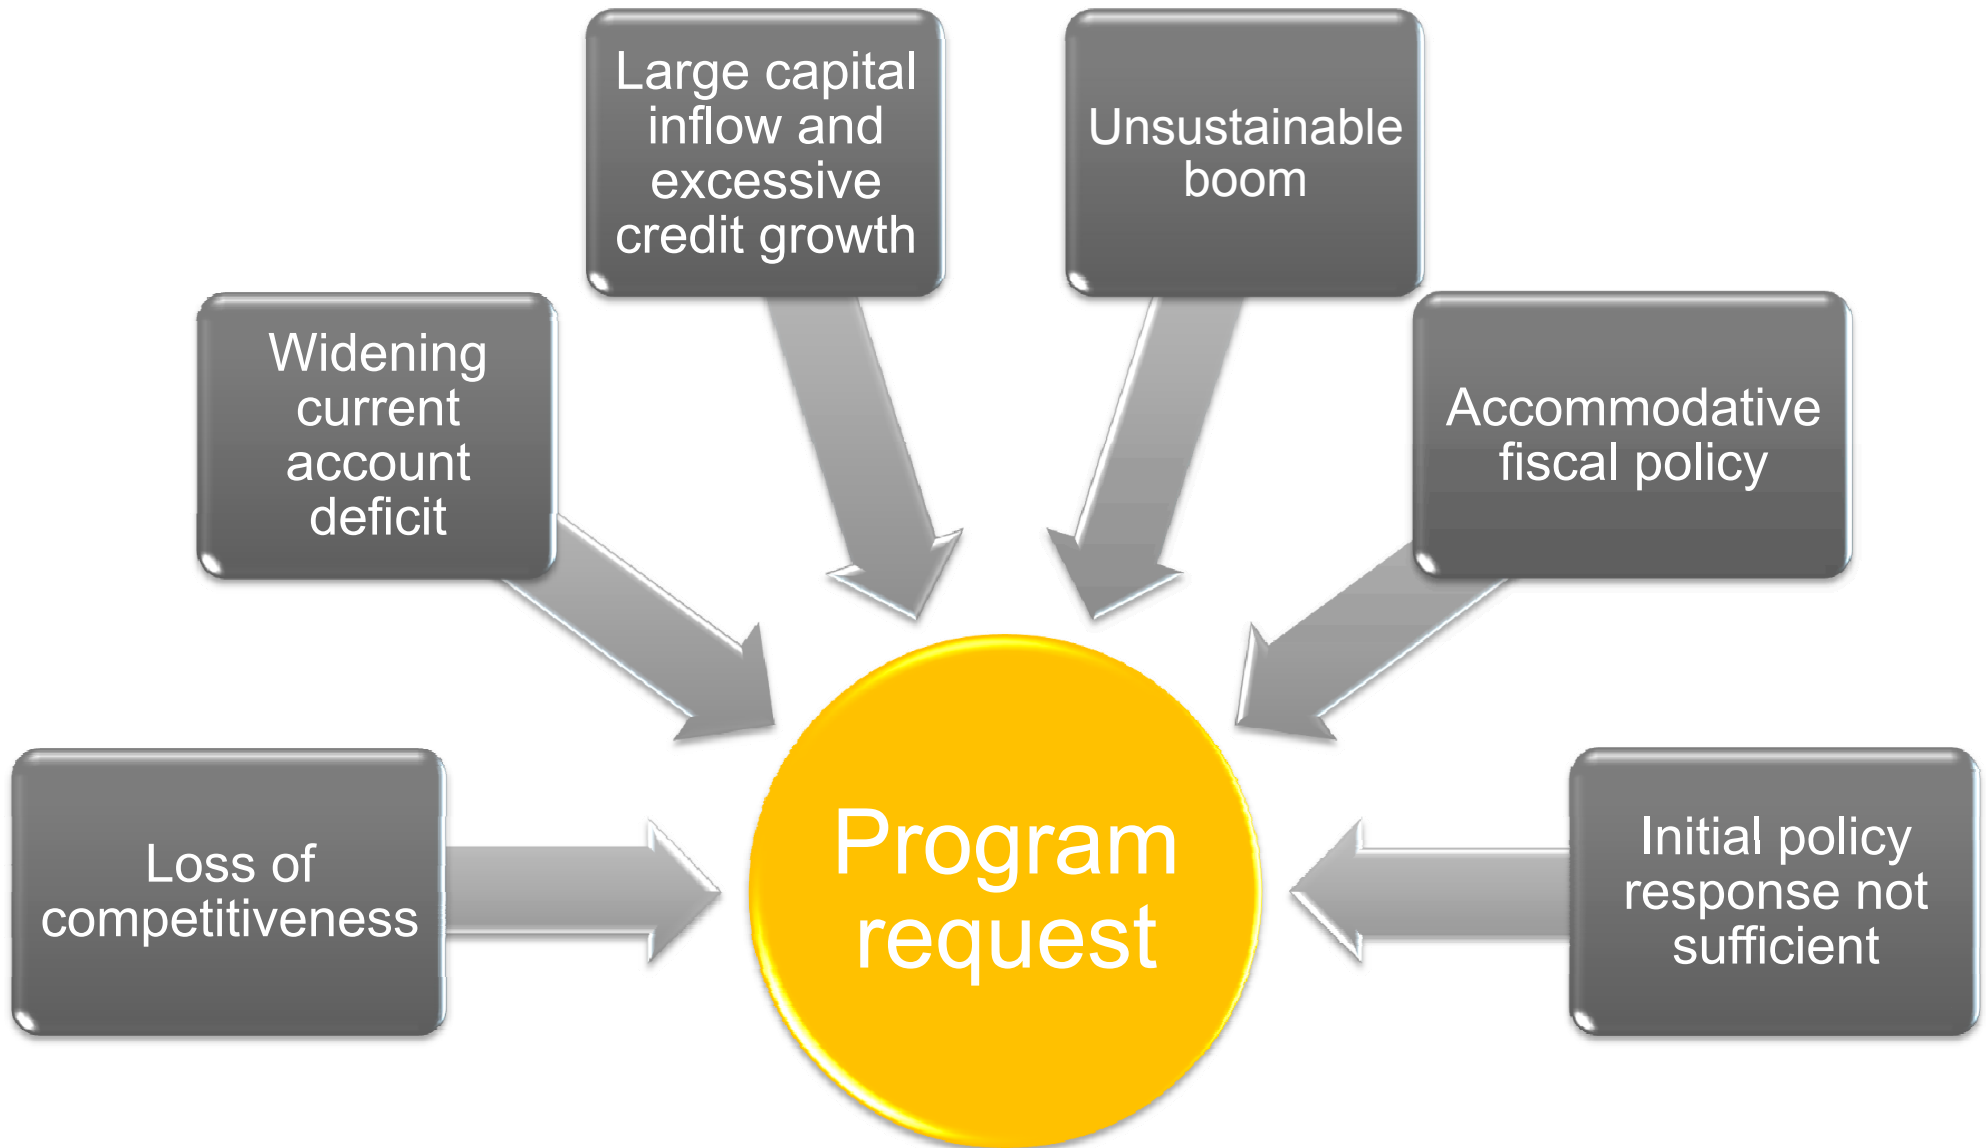 Large capital
inflow and
excessive
credit growth
Unsustainable
boom
Widening
current
account
deficit
Accommodative
fiscal policy
Loss of
competitiveness
Program
request
Initial policy
response not
sufficient